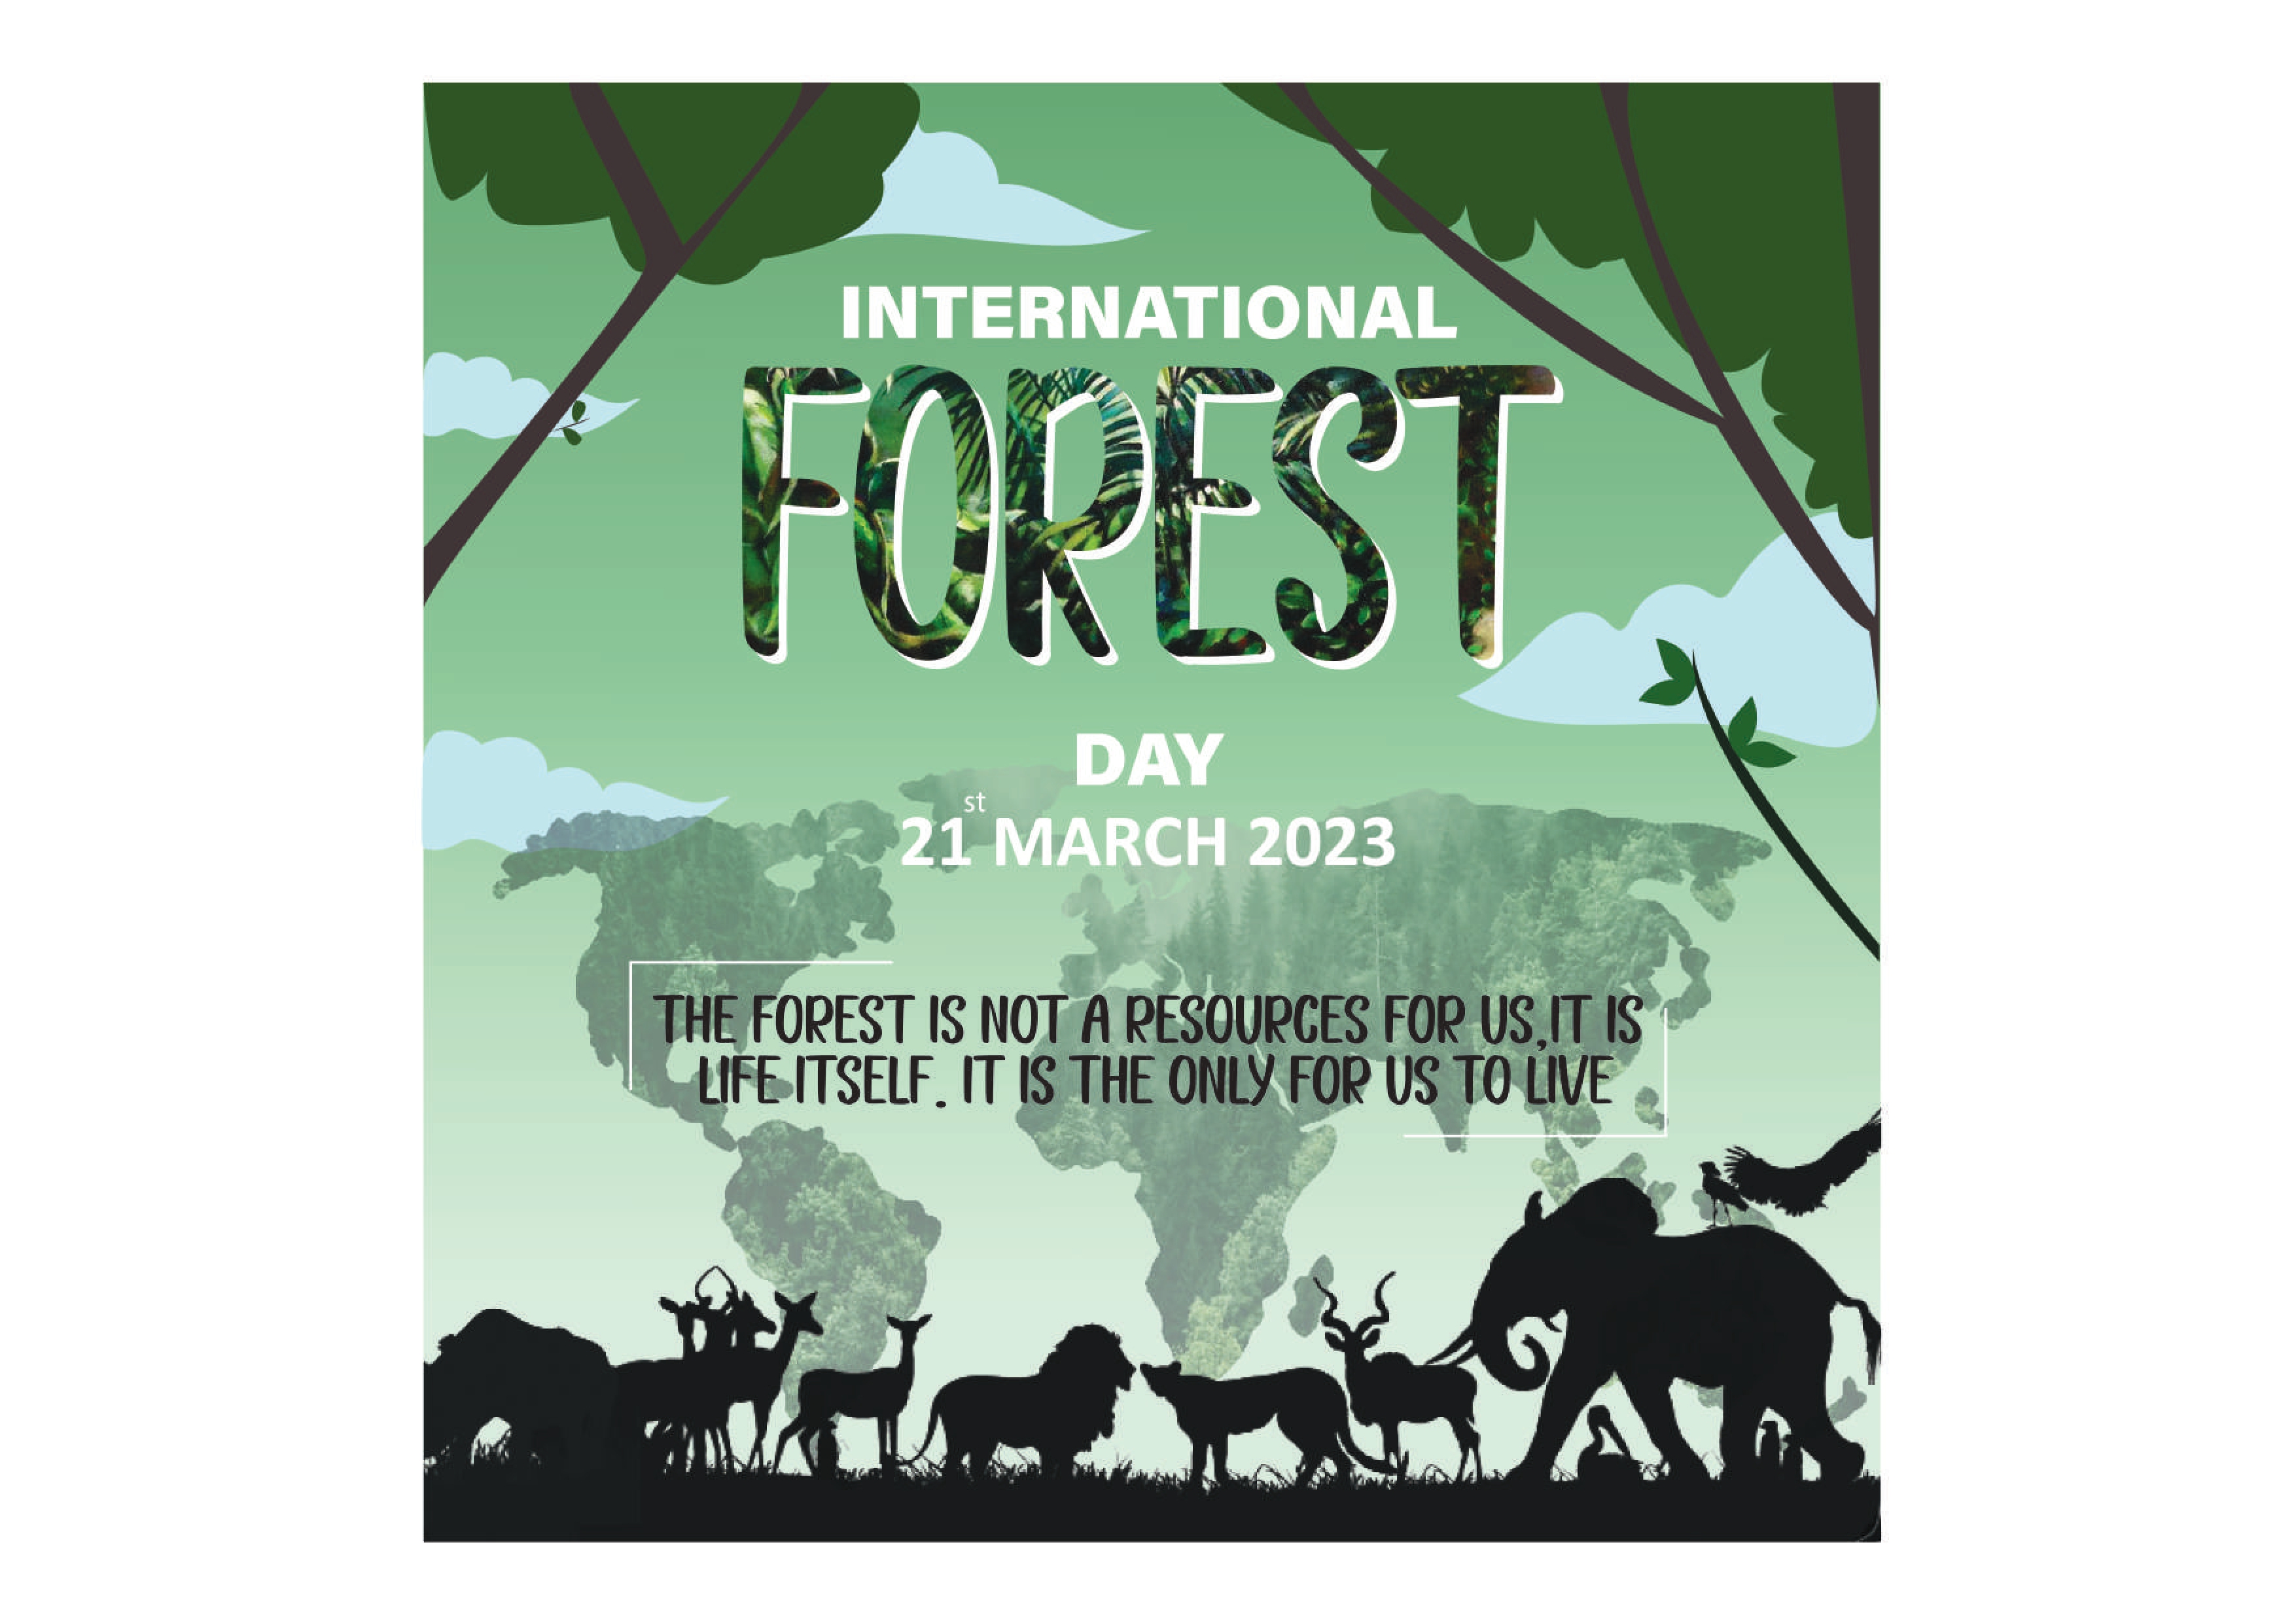 INTERNATIONAL
FOREST
DAY
21st MARCH 2023
THE FOREST IS NOT A RESOURCES FOR US,IT IS
LIFE ITSELF. IT IS THE ONLY FOR US TO LIVE